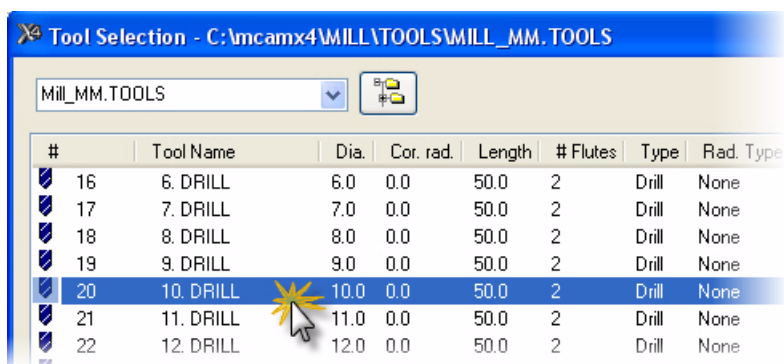 X4 Tool Selection - C:\mcamx4\MILL\TOOLS\MILL_MM.TOOLS
Mill_MM.TOOLS
# Tool Name Dia. Cor. rad. Length # Flutes Type Rad. Type
16 6. DRILL 6.0 0.0 50.0 2 Drill None
17 7. DRILL 7.0 0.0 50.0 2 Drill None
18 8. DRILL 8.0 0.0 50.0 2 Drill None
19 9. DRILL 9.0 0.0 50.0 2 Drill None
20 10. DRILL 10.0 0.0 50.0 2 Drill None
21 11. DRILL 11.0 0.0 50.0 2 Drill None
22 12. DRILL 12.0 0.0 50.0 2 Drill None